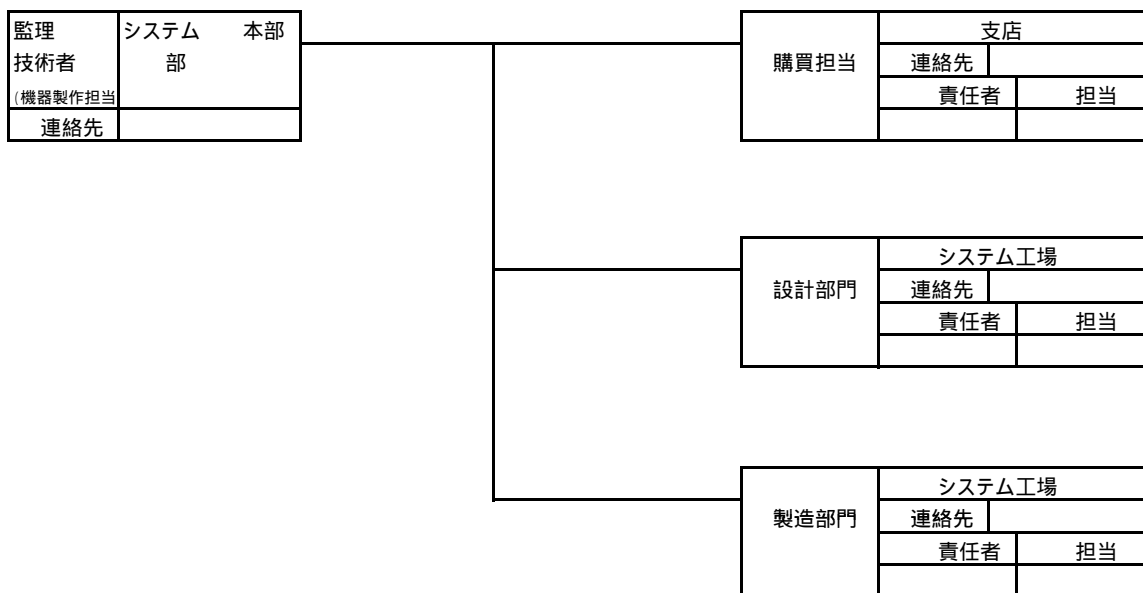 監理 システム 本部
技術者 部
(機器製作担当
連絡先
支店
購買担当 連絡先
責任者 担当
システム工場
設計部門 連絡先
責任者 担当
システム工場
製造部門 連絡先
責任者 担当